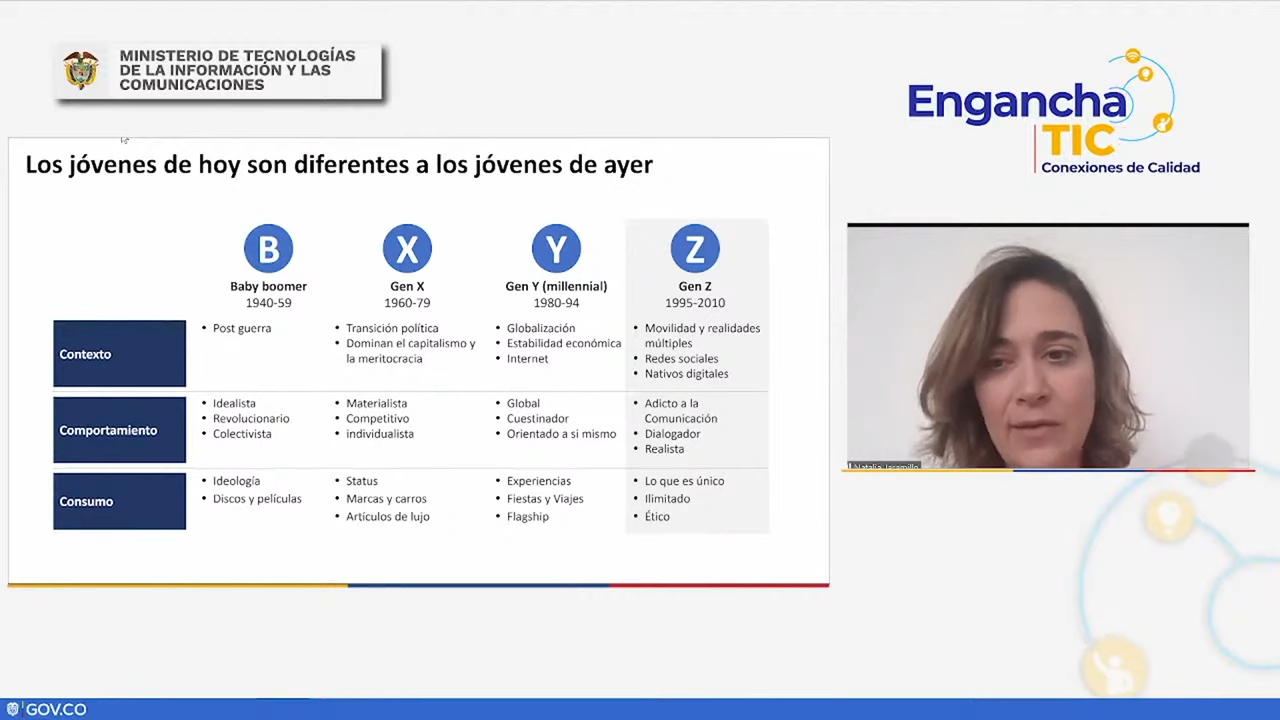 MINISTERIO DE TECNOLOGÍAS
DE LA INFORMACIÓN Y LAS
COMUNICACIONES
Engancha
TIC
Conexiones de Calidad
Los jóvenes de hoy son diferentes a los jóvenes de ayer
B
Baby boomer
1940-59
X
Gen X
1960-79
Y
Gen Y (millennial)
1980-94
Z
Gen Z
1995-2010
Contexto
• Post guerra
• Transición política
• Dominan el capitalismo y
la meritocracia
• Globalización
• Estabilidad económica
• Internet
• Movilidad y realidades
múltiples
• Redes sociales
• Nativos digitales
Comportamiento
• Idealista
• Revolucionario
• Colectivista
• Materialista
• Competitivo
• individualista
• Global
• Cuestinador
• Orientado a si mismo
• Adicto a la
Comunicación
• Dialogador
• Realista
Consumo
• Ideología
• Discos y películas
• Status
• Marcas y carros
• Artículos de lujo
• Experiencias
• Fiestas y Viajes
• Flagship
• Lo que es único
• Ilimitado
• Ético
Natalia Jaramillo
GOV.CO